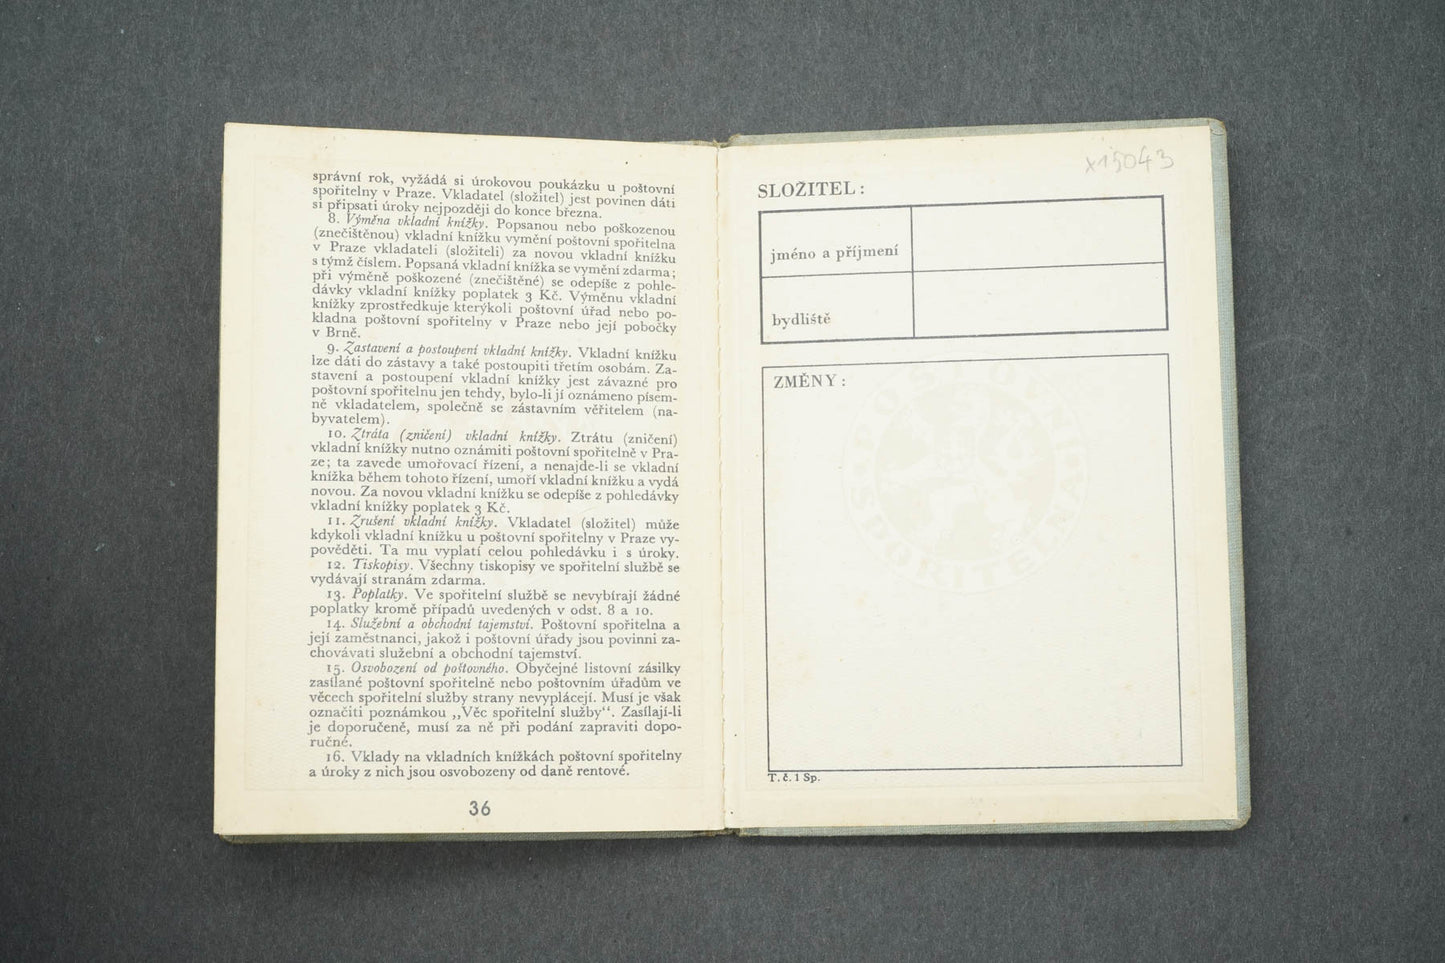 správní rok, vyžádá si úrokovou poukázku u poštovní
spořitelny v Praze. Vkladatel (složitel) jest povinen dáti
si připsati úroky nejpozději do konce března.
8. Výměna vkladní knížky. Popsanou nebo poškozenou
(znečištěnou) vkladní knížku vymění poštovní spořitelna
v Praze vkladateli (složiteli) za novou vkladní knížku
s týmž číslem. Popsaná vkladní knížka se vymění zdarma;
při výměně poškozené (znečištěné) se odepíše z pohle-
dávky vkladní knížky poplatek 3 Kč. Výměnu vkladní
knížky zprostředkuje kterýkoli poštovní úřad nebo po-
kladna poštovní spořitelny v Praze nebo její pobočky
v Brně.
9. Zastavení a postoupení vkladní knížky. Vkladní knížku
lze dáti do zástavy a také postoupiti třetím osobám. Za-
stavení a postoupení vkladní knížky jest závazné pro
poštovní spořitelnu jen tehdy, bylo-li jí oznámeno písem-
ně vkladatelem, společně se zástavním věřitelem (na-
byvatelem).
10. Ztráta (zničení) vkladní knížky. Ztrátu (zničení)
vkladní knížky nutno oznámiti poštovní spořitelně v Pra-
ze; ta zavede umořovací řízení, a nenajde-li se vkladní
knížka během tohoto řízení, umoří vkladní knížku a vydá
novou. Za novou vkladní knížku se odepíše z pohledávky
vkladní knížky poplatek 3 Kč.
11. Zrušení vkladní knížky. Vkladatel (složitel) může
kdykoli vkladní knížku u poštovní spořitelny v Praze vy-
pověděti. Ta mu vyplatí celou pohledávku i s úroky.
12. Tiskopisy. Všechny tiskopisy ve spořitelní službě se
vydávají stranám zdarma.
13. Poplatky. Ve spořitelní službě se nevybírají žádné
poplatky kromě případů uvedených v odst. 8 a 10.
14. Služební a obchodní tajemství. Poštovní spořitelna a
její zaměstnanci, jakož i poštovní úřady jsou povinni za-
chovávati služební a obchodní tajemství.
15. Osvobození od poštovného. Obyčejné listovní zásilky
zasílané poštovní spořitelně nebo poštovním úřadům ve
věcech spořitelní služby strany nevyplácejí. Musí je však
označiti poznámkou „Věc spořitelní služby“. Zasílají-li
je doporučeně, musí za ně při podání zapraviti dopo-
ručné.
16. Vklady na vkladních knížkách poštovní spořitelny
a úroky z nich jsou osvobozeny od daně rentové.
36
x15043
SLOŽITEL:
jméno a příjmení
bydliště
ZMĚNY:
POŠTOVNÍ
SPOŘITELNA
T. č. 1 Sp.